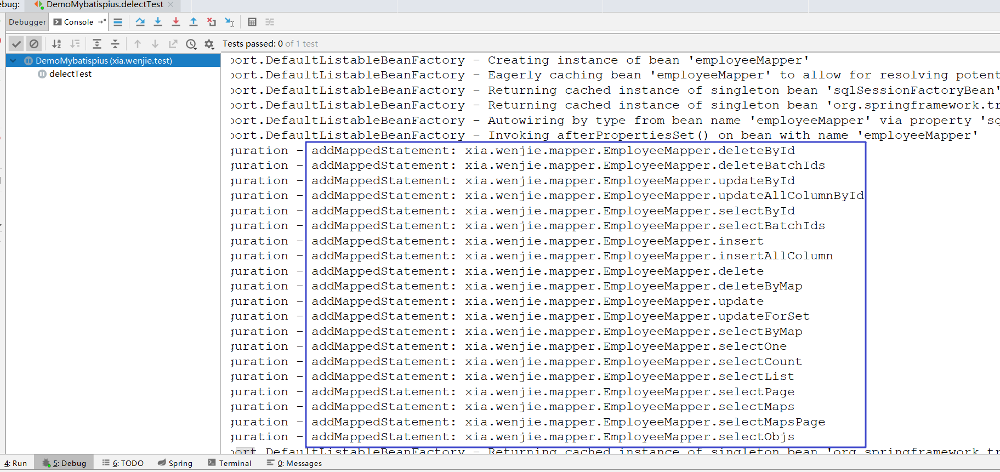 ebug: DemoMybatispius.delectTest
Debugger Console
Tests passed: 0 of 1 test
DemoMybatispius (xia.wenjie.test)
delectTest
port.DefaultListableBeanFactory - Creating instance of bean 'employeeMapper'
port.DefaultListableBeanFactory - Eagerly caching bean 'employeeMapper' to allow for resolving potent
port.DefaultListableBeanFactory - Returning cached instance of singleton bean 'sqlSessionFactoryBean'
port.DefaultListableBeanFactory - Returning cached instance of singleton bean 'org.springframework.tr
port.DefaultListableBeanFactory - Autowiring by type from bean name 'employeeMapper' via property 'sq
port.DefaultListableBeanFactory - Invoking afterPropertiesSet() on bean with name 'employeeMapper'
guration - addMappedStatement: xia.wenjie.mapper.EmployeeMapper.deleteById
guration - addMappedStatement: xia.wenjie.mapper.EmployeeMapper.deleteBatchIds
guration - addMappedStatement: xia.wenjie.mapper.EmployeeMapper.updateById
guration - addMappedStatement: xia.wenjie.mapper.EmployeeMapper.updateAllColumnById
guration - addMappedStatement: xia.wenjie.mapper.EmployeeMapper.selectById
guration - addMappedStatement: xia.wenjie.mapper.EmployeeMapper.selectBatchIds
guration - addMappedStatement: xia.wenjie.mapper.EmployeeMapper.insert
guration - addMappedStatement: xia.wenjie.mapper.EmployeeMapper.insertAllColumn
guration - addMappedStatement: xia.wenjie.mapper.EmployeeMapper.delete
guration - addMappedStatement: xia.wenjie.mapper.EmployeeMapper.deleteByMap
guration - addMappedStatement: xia.wenjie.mapper.EmployeeMapper.update
guration - addMappedStatement: xia.wenjie.mapper.EmployeeMapper.updateForSet
guration - addMappedStatement: xia.wenjie.mapper.EmployeeMapper.selectByMap
guration - addMappedStatement: xia.wenjie.mapper.EmployeeMapper.selectOne
guration - addMappedStatement: xia.wenjie.mapper.EmployeeMapper.selectCount
guration - addMappedStatement: xia.wenjie.mapper.EmployeeMapper.selectList
guration - addMappedStatement: xia.wenjie.mapper.EmployeeMapper.selectPage
guration - addMappedStatement: xia.wenjie.mapper.EmployeeMapper.selectMaps
guration - addMappedStatement: xia.wenjie.mapper.EmployeeMapper.selectMapsPage
guration - addMappedStatement: xia.wenjie.mapper.EmployeeMapper.selectObjs
port.DefaultListableBeanFactory - Returning cached instance of singleton bean 'org.springframework.tr
4: Run 5: Debug 6: TODO Spring Terminal 0: Messages